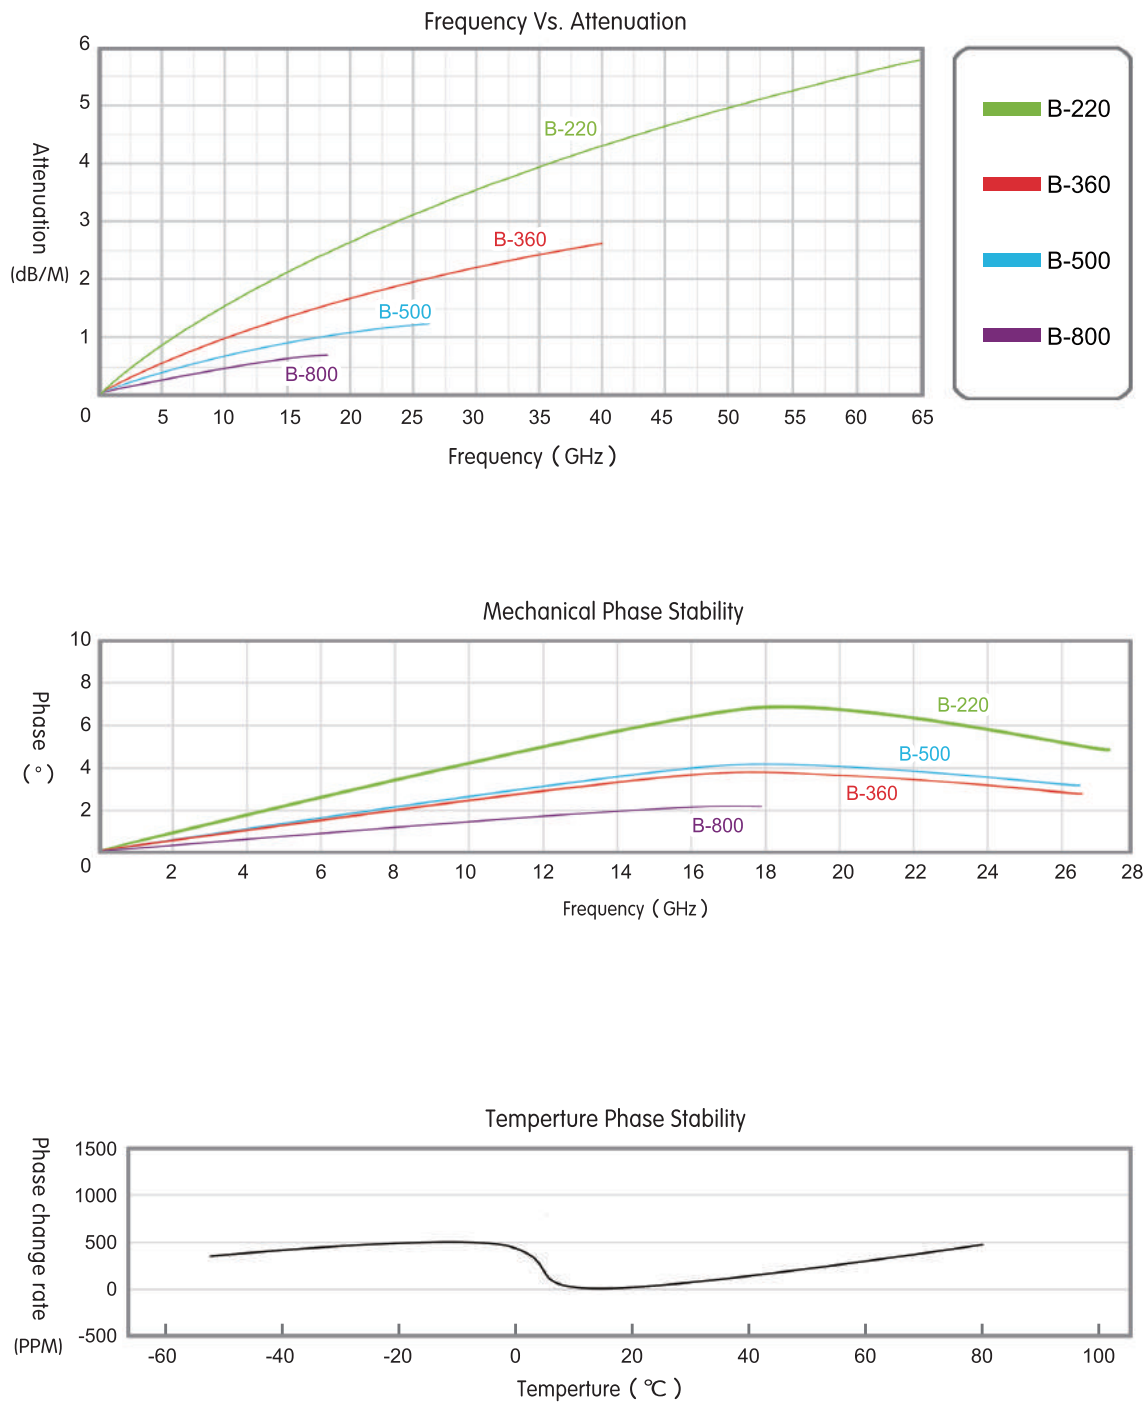 Frequency Vs. Attenuation
6
5
4
3
2
1
0
Attenuation
(dB/M)
B-220
B-360
B-500
B-800
5 10 15 20 25 30 35 40 45 50 55 60 65
Frequency ( GHz )
B-220
B-360
B-500
B-800
Mechanical Phase Stability
10
8
6
4
2
0
Phase
( ° )
B-220
B-500
B-360
B-800
2 4 6 8 10 12 14 16 18 20 22 24 26 28
Frequency ( GHz )
Temperture Phase Stability
1500
1000
500
0
-500
Phase change rate
(PPM)
-60 -40 -20 0 20 40 60 80 100
Temperture ( ℃ )